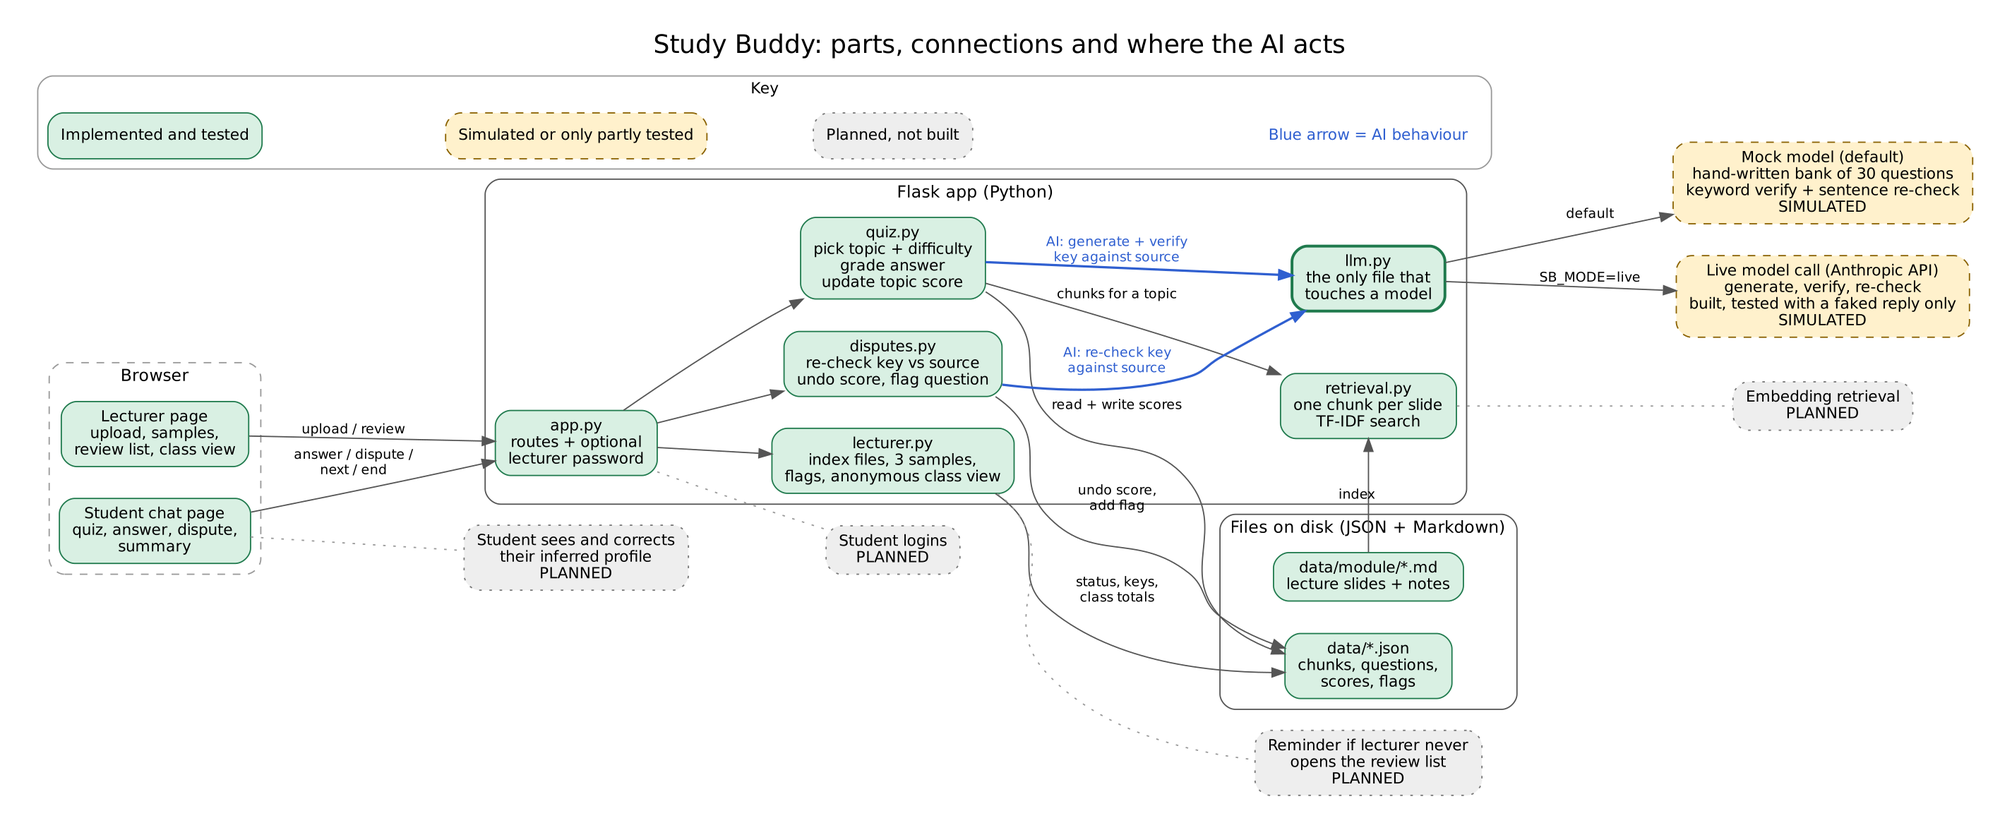 Study Buddy: parts, connections and where the AI acts
Key
Implemented and tested
Simulated or only partly tested
Planned, not built
Blue arrow = AI behaviour
Flask app (Python)
quiz.py
pick topic + difficulty
grade answer
update topic score
AI: generate + verify
key against source
chunks for a topic
llm.py
the only file that
touches a model
default
SB_MODE=live
Mock model (default)
hand-written bank of 30 questions
keyword verify + sentence re-check
SIMULATED
Live model call (Anthropic API)
generate, verify, re-check
built, tested with a faked reply only
SIMULATED
disputes.py
re-check key vs source
undo score, flag question
AI: re-check key
against source
read + write scores
retrieval.py
one chunk per slide
TF-IDF search
Embedding retrieval
PLANNED
Browser
Lecturer page
upload, samples,
review list, class view
upload / review
answer / dispute /
next / end
Student chat page
quiz, answer, dispute,
summary
app.py
routes + optional
lecturer password
lecturer.py
index files, 3 samples,
flags, anonymous class view
undo score,
add flag
index
Student sees and corrects
their inferred profile
PLANNED
Student logins
PLANNED
status, keys,
class totals
Files on disk (JSON + Markdown)
data/module/*.md
lecture slides + notes
data/*.json
chunks, questions,
scores, flags
Reminder if lecturer never
opens the review list
PLANNED